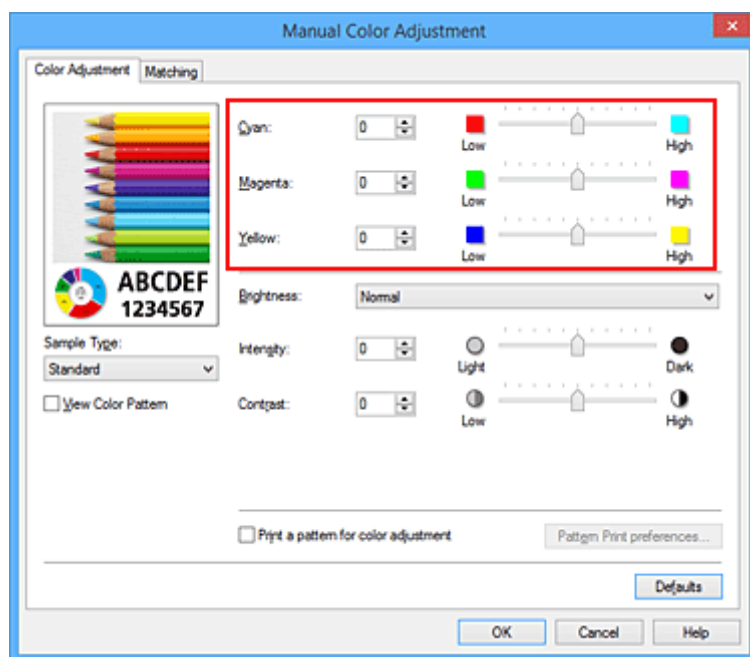 Manual Color Adjustment
Color Adjustment Matching
Cyan: 0 Low High
Magenta: 0 Low High
Yellow: 0 Low High
ABCDEF
1234567
Brightness: Normal
Sample Type:
Standard
Intensity: 0 Light Dark
View Color Pattern
Contrast: 0 Low High
Print a pattern for color adjustment Pattern Print preferences...
Defaults
OK Cancel Help